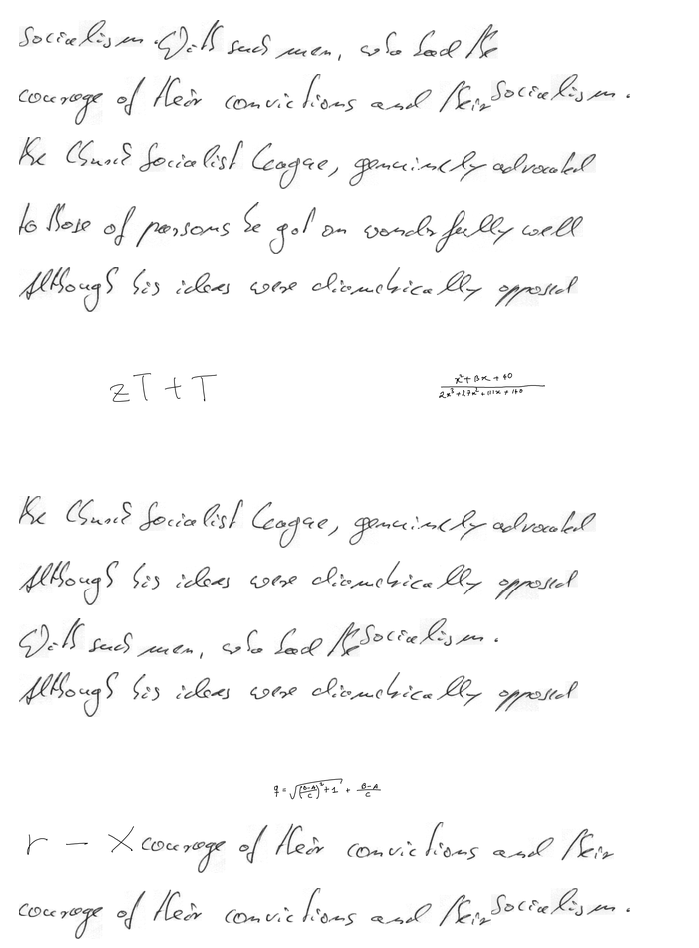 Socialism. With such men, who had the
courage of their convictions and their Socialism.
the Church Socialist League, genuinely advocated
to those of persons he got on wonderfully well
Although his ideas were diametrically opposed
zT + T
\frac{x^2+13x+40}{2x^3+27x^2+111x+140}
the Church Socialist League, genuinely advocated
Although his ideas were diametrically opposed
With such men, who had the Socialism.
Although his ideas were diametrically opposed
\frac{q}{f} = \sqrt{\left(\frac{B-A}{C}\right)^2+1} + \frac{B-A}{C}
r - X courage of their convictions and their
courage of their convictions and their Socialism.